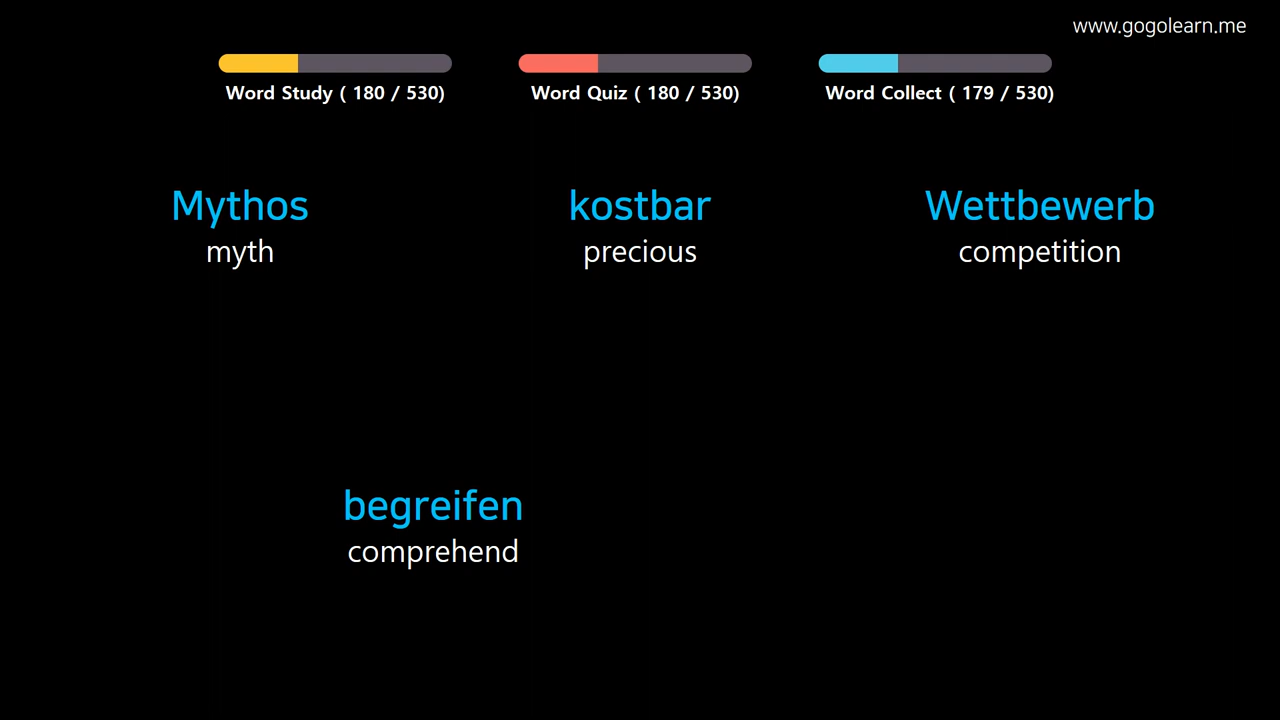 www.gogolearn.me
Word Study ( 180 / 530)
Word Quiz ( 180 / 530)
Word Collect ( 179 / 530)
Mythos
myth
kostbar
precious
Wettbewerb
competition
begreifen
comprehend